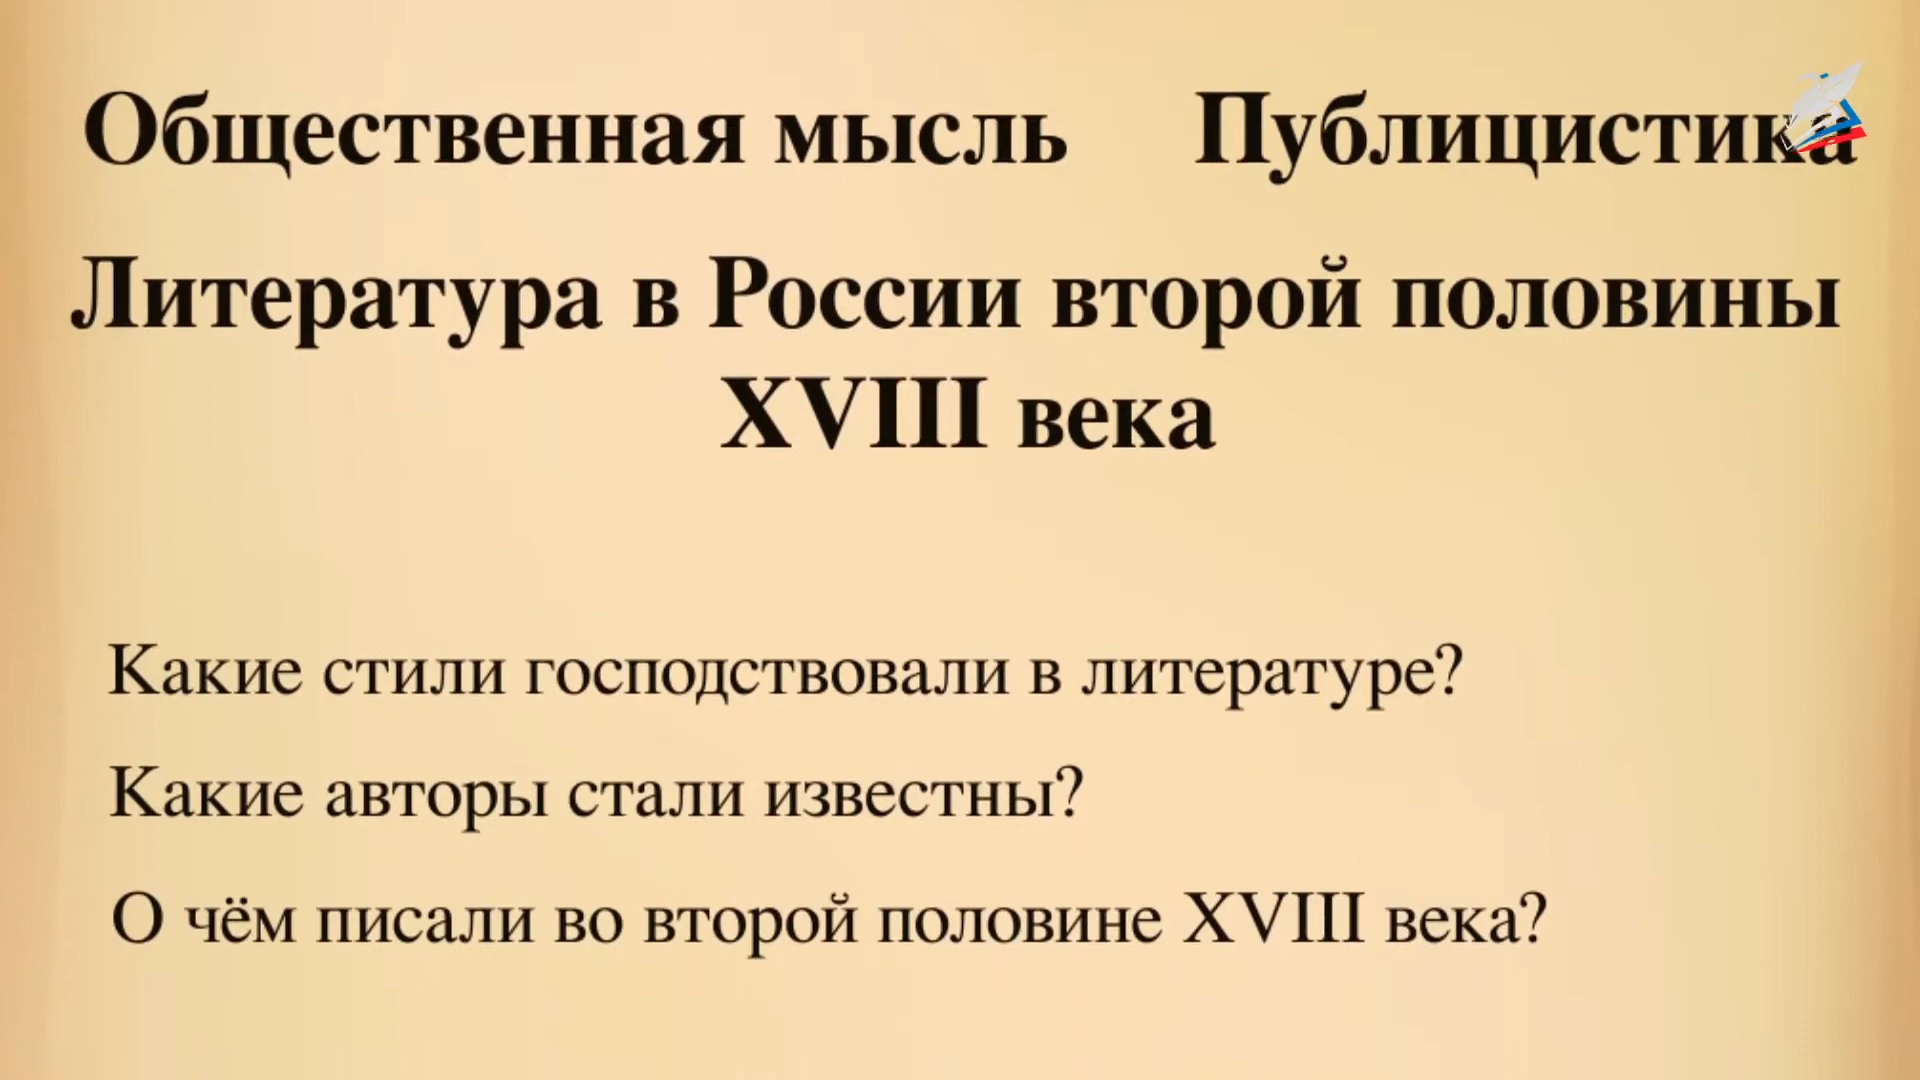 Общественная мысль Публицистика
Литература в России второй половины
XVIII века
Какие стили господствовали в литературе?
Какие авторы стали известны?
О чём писали во второй половине XVIII века?